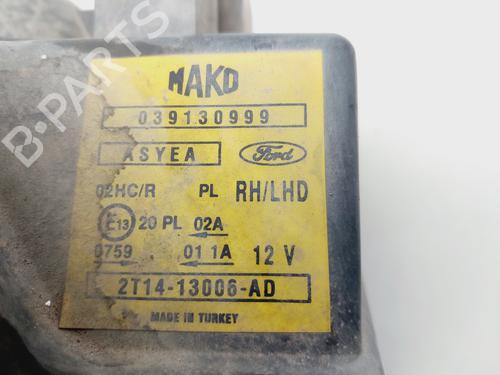 MAKO
039130999
ASYEA Ford
02HC/R PL RH/LHD
E13 20 PL 02A
0759 01 1A 12 V
2T14-13006-AD
MADE IN TURKEY
B-PARTS